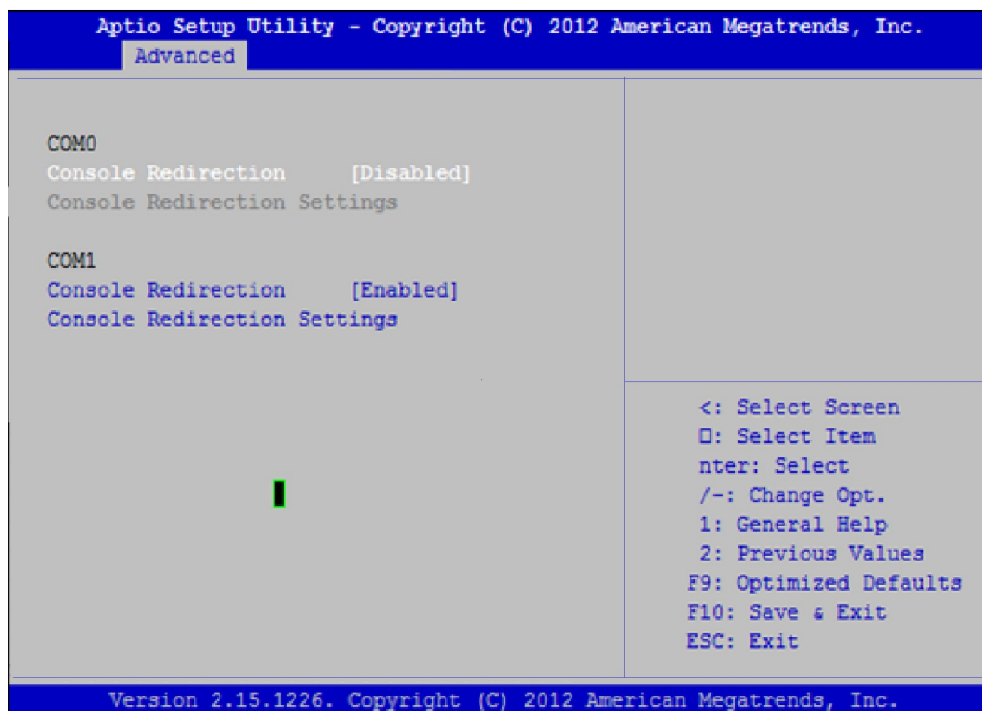 Aptio Setup Utility - Copyright (C) 2012 American Megatrends, Inc.
Advanced
COM0
Console Redirection [Disabled]
Console Redirection Settings
COM1
Console Redirection [Enabled]
Console Redirection Settings
<: Select Screen
□: Select Item
nter: Select
/-: Change Opt.
1: General Help
2: Previous Values
F9: Optimized Defaults
F10: Save & Exit
ESC: Exit
Version 2.15.1226. Copyright (C) 2012 American Megatrends, Inc.